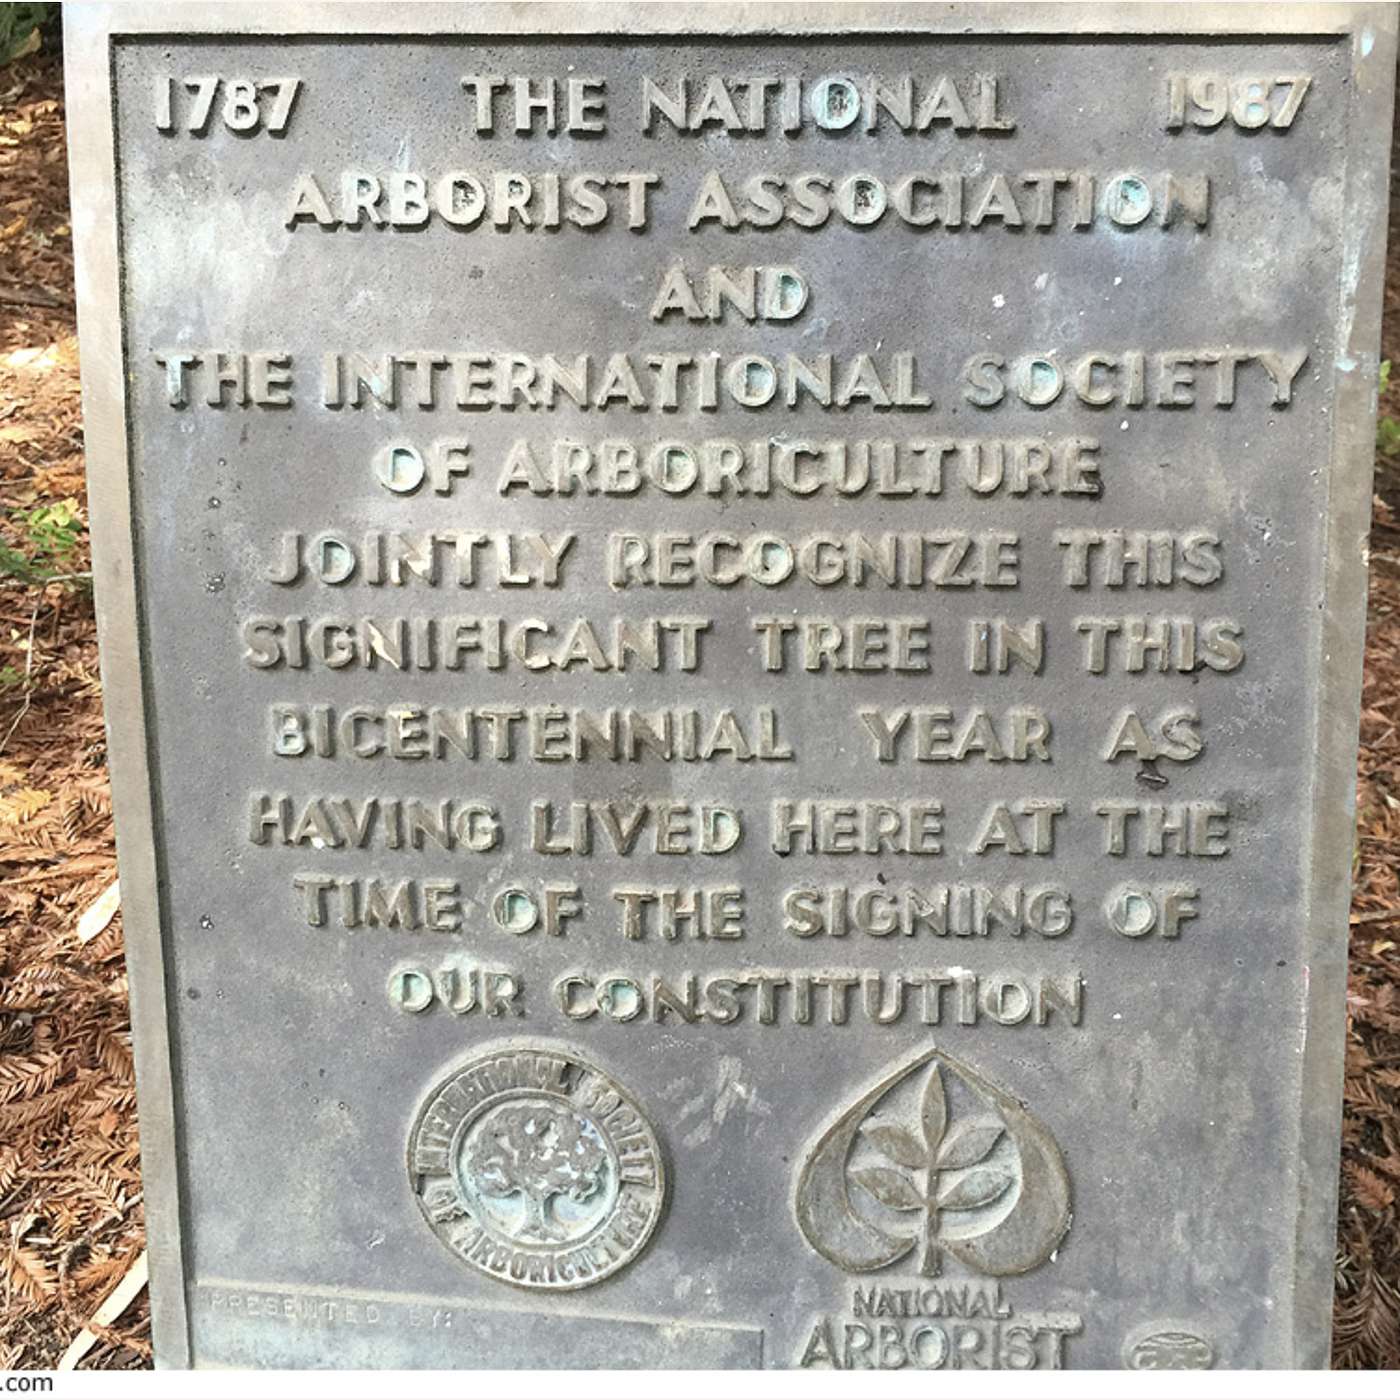 1787 THE NATIONAL 1987
ARBORIST ASSOCIATION
AND
THE INTERNATIONAL SOCIETY
OF ARBORICULTURE
JOINTLY RECOGNIZE THIS
SIGNIFICANT TREE IN THIS
BICENTENNIAL YEAR AS
HAVING LIVED HERE AT THE
TIME OF THE SIGNING OF
OUR CONSTITUTION
INTERNATIONAL SOCIETY
OF ARBORICULTURE
NATIONAL
ARBORIST
PRESENTED BY:
.com